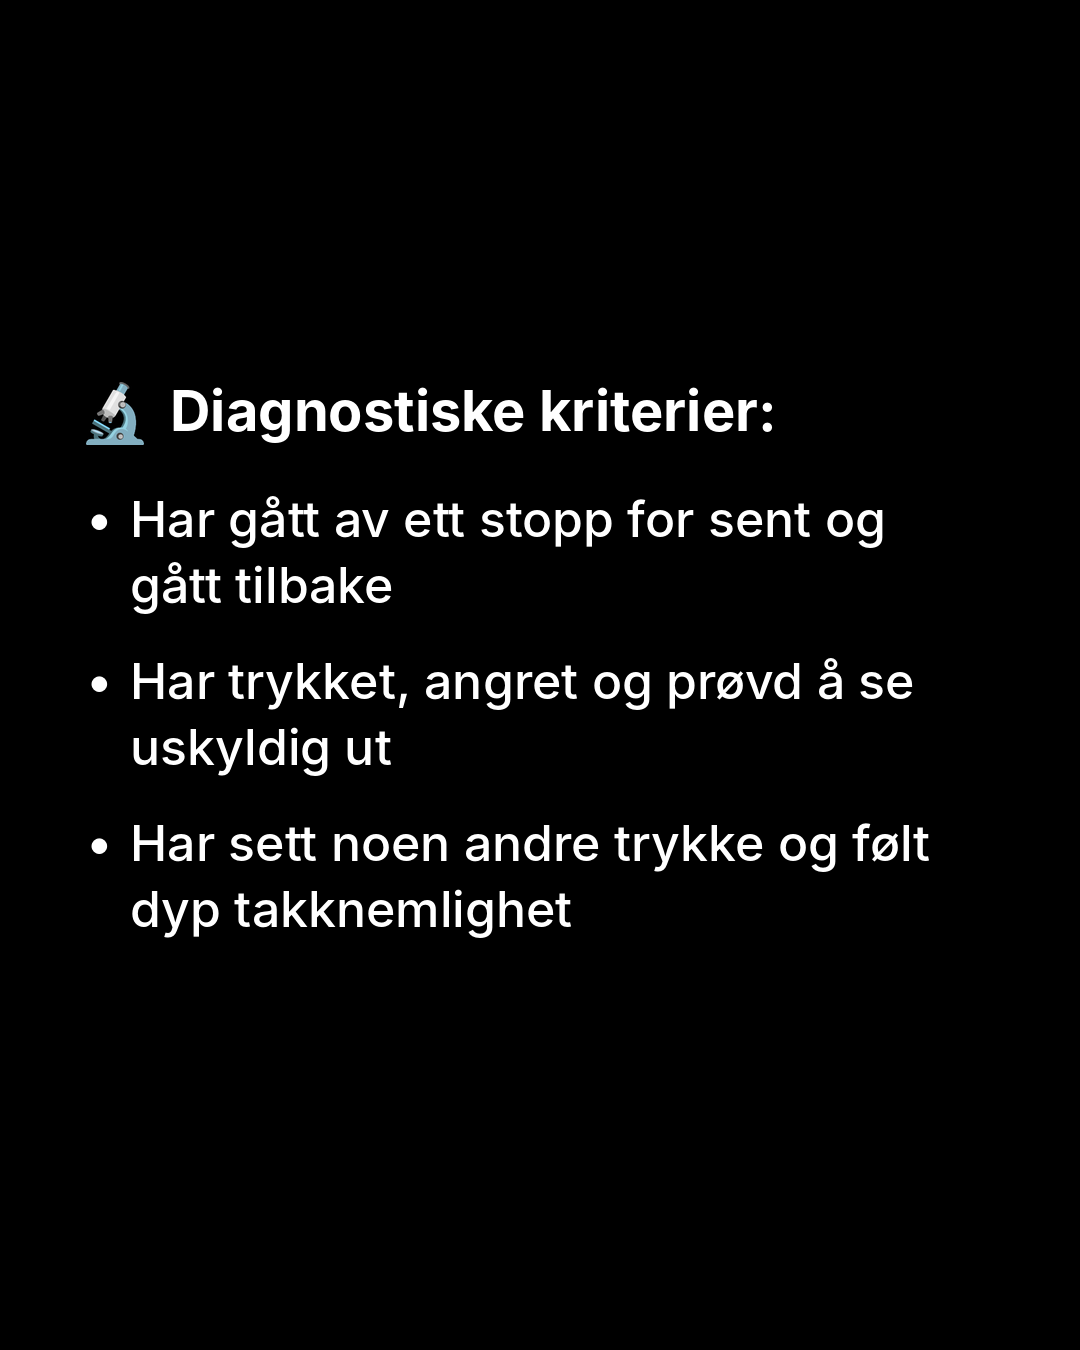 🔬 Diagnostiske kriterier:
• Har gått av ett stopp for sent og
gått tilbake
• Har trykket, angret og prøvd å se
uskyldig ut
• Har sett noen andre trykke og følt
dyp takknemlighet